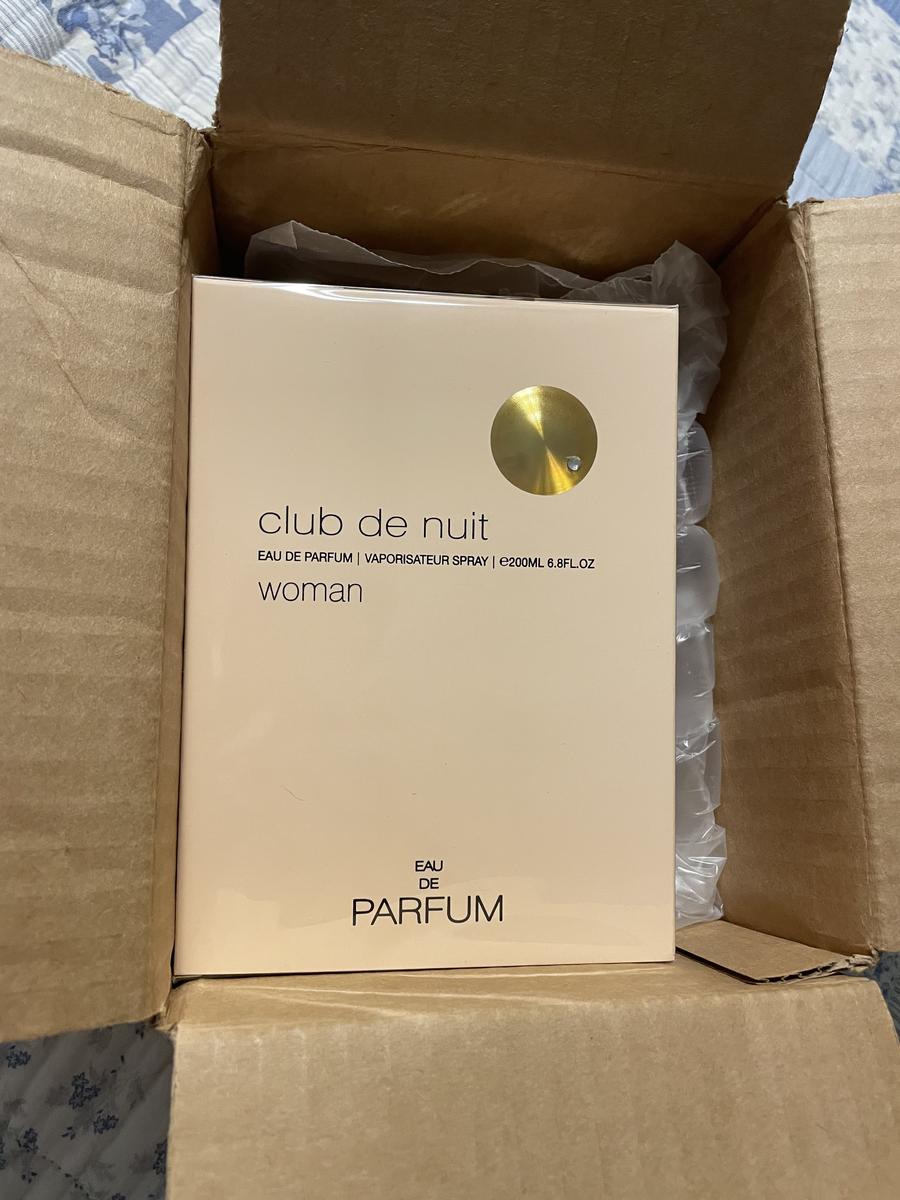 club de nuit
EAU DE PARFUM | VAPORISATEUR SPRAY | ℮200ML 6.8FL.OZ
woman
EAU
DE
PARFUM